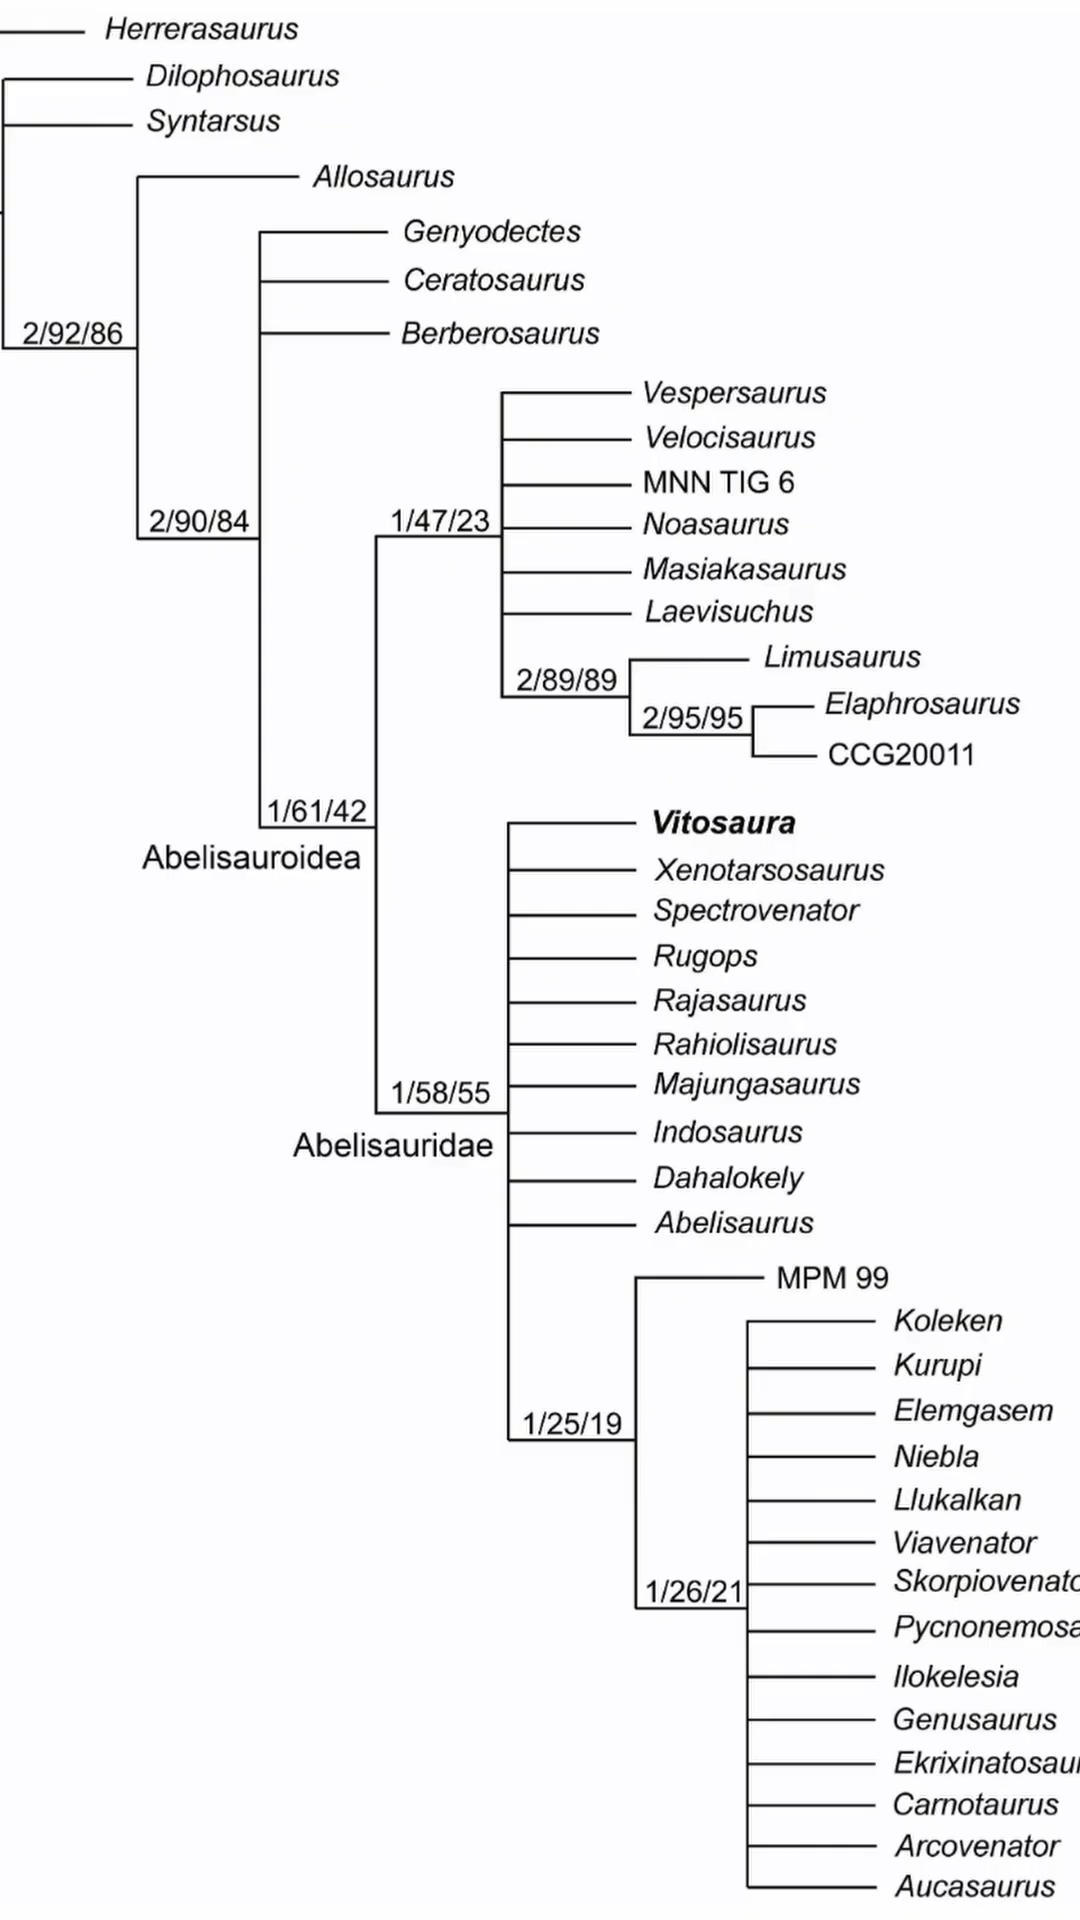 Herrerasaurus
Dilophosaurus
Syntarsus
Allosaurus
Genyodectes
Ceratosaurus
2/92/86
Berberosaurus
Vespersaurus
Velocisaurus
MNN TIG 6
2/90/84
1/47/23
Noasaurus
Masiakasaurus
Laevisuchus
Limusaurus
2/89/89
Elaphrosaurus
2/95/95
CCG20011
1/61/42
Vitosaura
Abelisauroidea
Xenotarsosaurus
Spectrovenator
Rugops
Rajasaurus
Rahiolisaurus
1/58/55
Majungasaurus
Abelisauridae
Indosaurus
Dahalokely
Abelisaurus
MPM 99
Koleken
Kurupi
Elemgasem
1/25/19
Niebla
Llukalkan
Viavenator
1/26/21
Skorpiovenato
Pycnonemosa
Ilokelesia
Genusaurus
Ekrixinatosau
Carnotaurus
Arcovenator
Aucasaurus